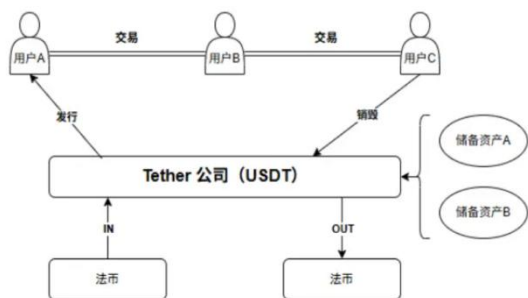 交易
交易
用户A
用户B
用户C
发行
销毁
储备资产A
Tether 公司（USDT）
储备资产B
IN
OUT
法币
法币